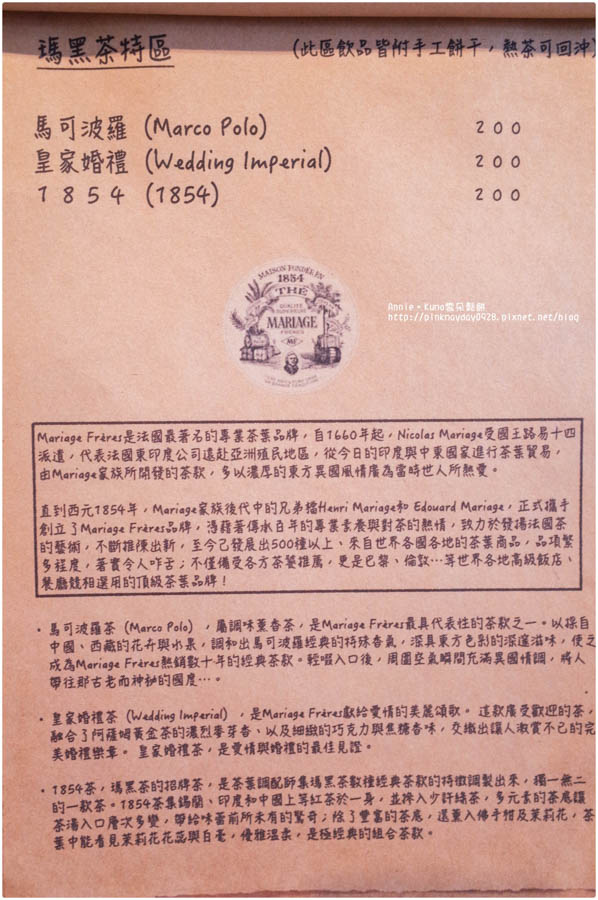 瑪黑茶特區
(此區飲品皆附手工餅干，熱茶可回沖)
馬可波羅 (Marco Polo) 200
皇家婚禮 (Wedding Imperial) 200
1854 (1854) 200
MAISON FONDÉE EN
1854
THÉ
QUALITÉ
SUPÉRIEURE
MARIAGE
FRÈRES
Annie・Kuno雲朵鬆餅
http://pinknayday0928.pixnet.net/blog
Mariage Frères是法國最著名的專業茶葉品牌，自1660年起，Nicolas Mariage受國王路易十四
派遣，代表法國東印度公司遠赴亞洲殖民地區，從今日的印度與中東國家進行茶葉貿易，
由Mariage家族所開發的茶款，多以濃厚的東方異國風情廣為當時世人所熱愛。
直到西元1854年，Mariage家族後代中的兄弟檔Henri Mariage和 Edouard Mariage，正式攜手
創立了Mariage Frères品牌，憑藉著傳承百年的專業素養與對茶的熱情，致力於發揚法國茶
的藝術，不斷推陳出新，至今已發展出500種以上、來自世界各國各地的茶葉商品，品項繁
多程度，著實令人咋舌；不僅備受各方茶饕推薦，更是巴黎、倫敦…等世界各地高級飯店、
餐廳競相選用的頂級茶葉品牌！
・馬可波羅茶（Marco Polo），屬調味薰香茶，是Mariage Frères最具代表性的茶款之一。以採自
中國、西藏的花卉與水果，調和出馬可波羅經典的特殊香氣，深具東方色彩的深邃滋味，使之
成為Mariage Frères熱銷數十年的經典茶款。輕啜入口後，周圍空氣瞬間充滿異國情調，將人
帶往那古老而神祕的國度…。
・皇家婚禮茶（Wedding Imperial），是Mariage Frères獻給愛情的美麗頌歌。這款廣受歡迎的茶，
融合了阿薩姆黃金茶的濃烈麥芽香、以及細緻的巧克力與焦糖香味，交織出讓人激賞不已的完
美婚禮樂章。皇家婚禮茶，是愛情與婚禮的最佳見證。
・1854茶，瑪黑茶的招牌茶，是茶調配師集瑪黑茶數種經典茶款的特徵調製出來，獨一無二
的一款茶。1854茶集錫蘭、印度和中國上等紅茶於一身，並摻入少許綠茶，多元素的茶底讓
茶湯入口層次多變，帶給味蕾前所未有的驚奇；除了豐富的茶底，還薰入佛手柑及茉莉花，茶
葉中能看見茉莉花花蕊與白毫，優雅溫柔，是極經典的組合茶款。